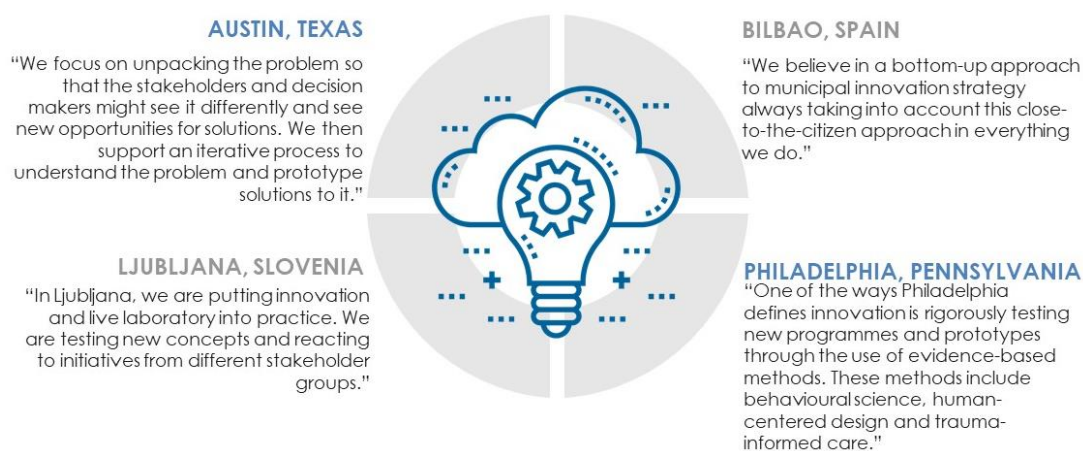 AUSTIN, TEXAS
“We focus on unpacking the problem so
that the stakeholders and decision
makers might see it differently and see
new opportunities for solutions. We then
support an iterative process to
understand the problem and prototype
solutions to it.”
BILBAO, SPAIN
“We believe in a bottom-up approach
to municipal innovation strategy
always taking into account this close-
to-the-citizen approach in everything
we do.”
LJUBLJANA, SLOVENIA
“In Ljubljana, we are putting innovation
and live laboratory into practice. We
are testing new concepts and reacting
to initiatives from different stakeholder
groups.”
PHILADELPHIA, PENNSYLVANIA
“One of the ways Philadelphia
defines innovation is rigorously testing
new programmes and prototypes
through the use of evidence-based
methods. These methods include
behavioural science, human-
centered design and trauma-
informed care.”